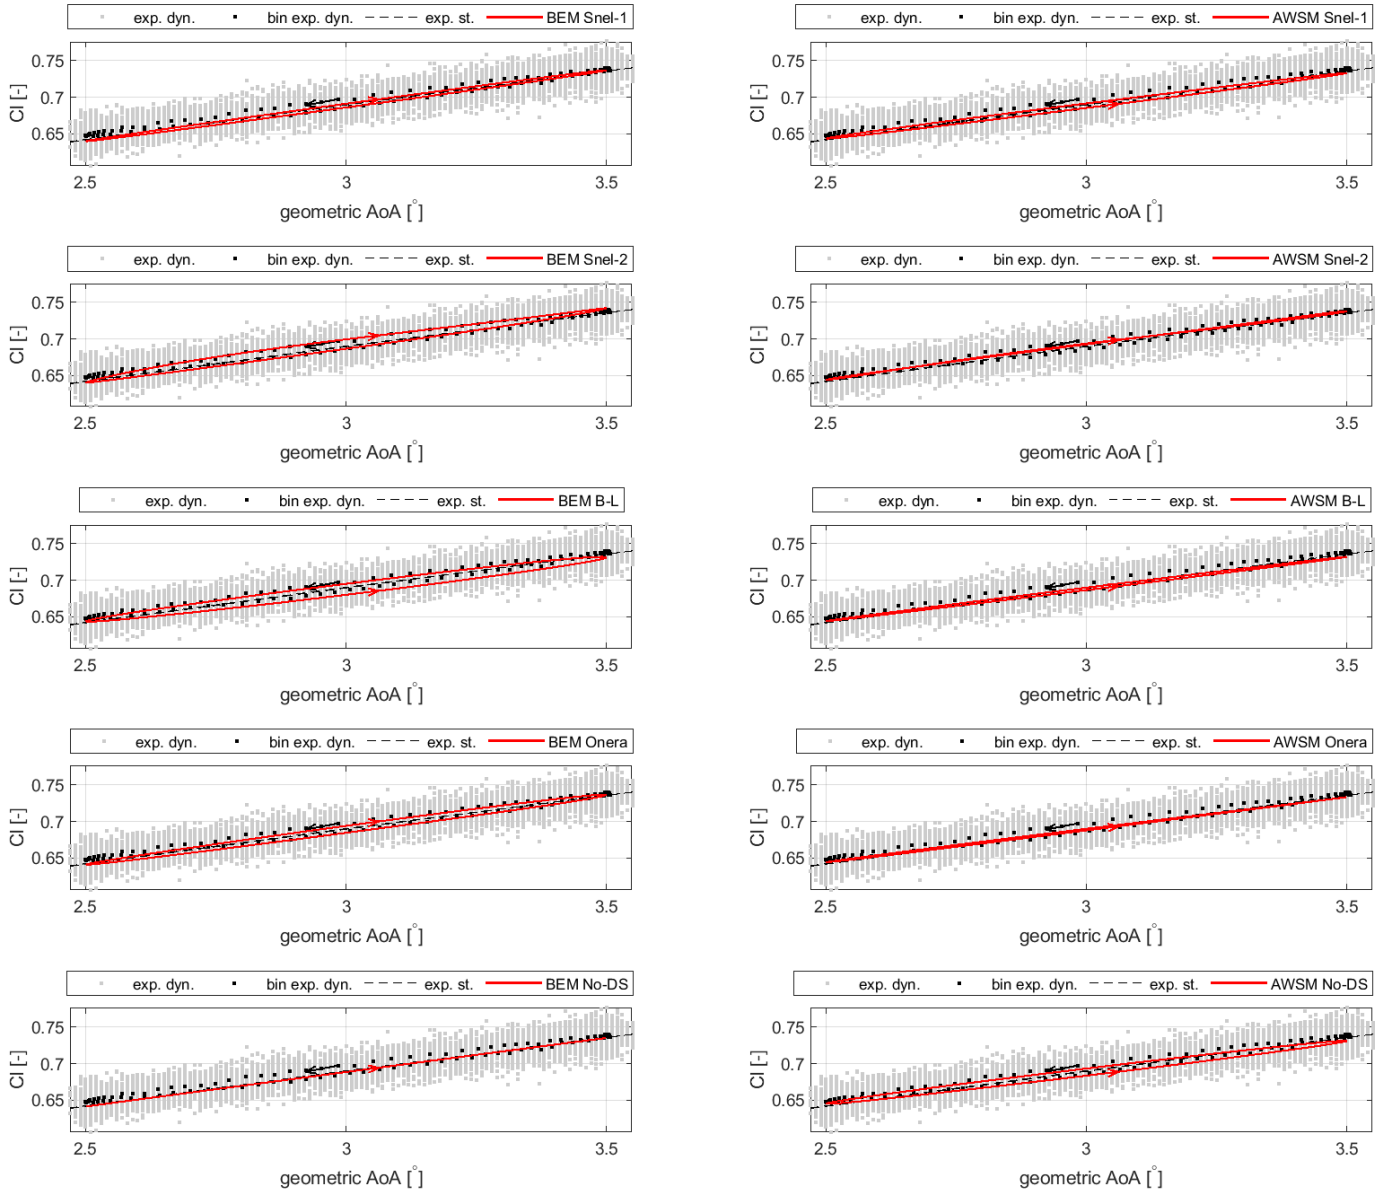 exp. dyn. bin exp. dyn. exp. st. BEM Snel-1
0.75
0.7
0.65
Cl [-]
2.5 3 3.5
geometric AoA [°]
exp. dyn. bin exp. dyn. exp. st. AWSM Snel-1
0.75
0.7
0.65
Cl [-]
2.5 3 3.5
geometric AoA [°]
exp. dyn. bin exp. dyn. exp. st. BEM Snel-2
0.75
0.7
0.65
Cl [-]
2.5 3 3.5
geometric AoA [°]
exp. dyn. bin exp. dyn. exp. st. AWSM Snel-2
0.75
0.7
0.65
Cl [-]
2.5 3 3.5
geometric AoA [°]
exp. dyn. bin exp. dyn. exp. st. BEM B-L
0.75
0.7
0.65
Cl [-]
2.5 3 3.5
geometric AoA [°]
exp. dyn. bin exp. dyn. exp. st. AWSM B-L
0.75
0.7
0.65
Cl [-]
2.5 3 3.5
geometric AoA [°]
exp. dyn. bin exp. dyn. exp. st. BEM Onera
0.75
0.7
0.65
Cl [-]
2.5 3 3.5
geometric AoA [°]
exp. dyn. bin exp. dyn. exp. st. AWSM Onera
0.75
0.7
0.65
Cl [-]
2.5 3 3.5
geometric AoA [°]
exp. dyn. bin exp. dyn. exp. st. BEM No-DS
0.75
0.7
0.65
Cl [-]
2.5 3 3.5
geometric AoA [°]
exp. dyn. bin exp. dyn. exp. st. AWSM No-DS
0.75
0.7
0.65
Cl [-]
2.5 3 3.5
geometric AoA [°]